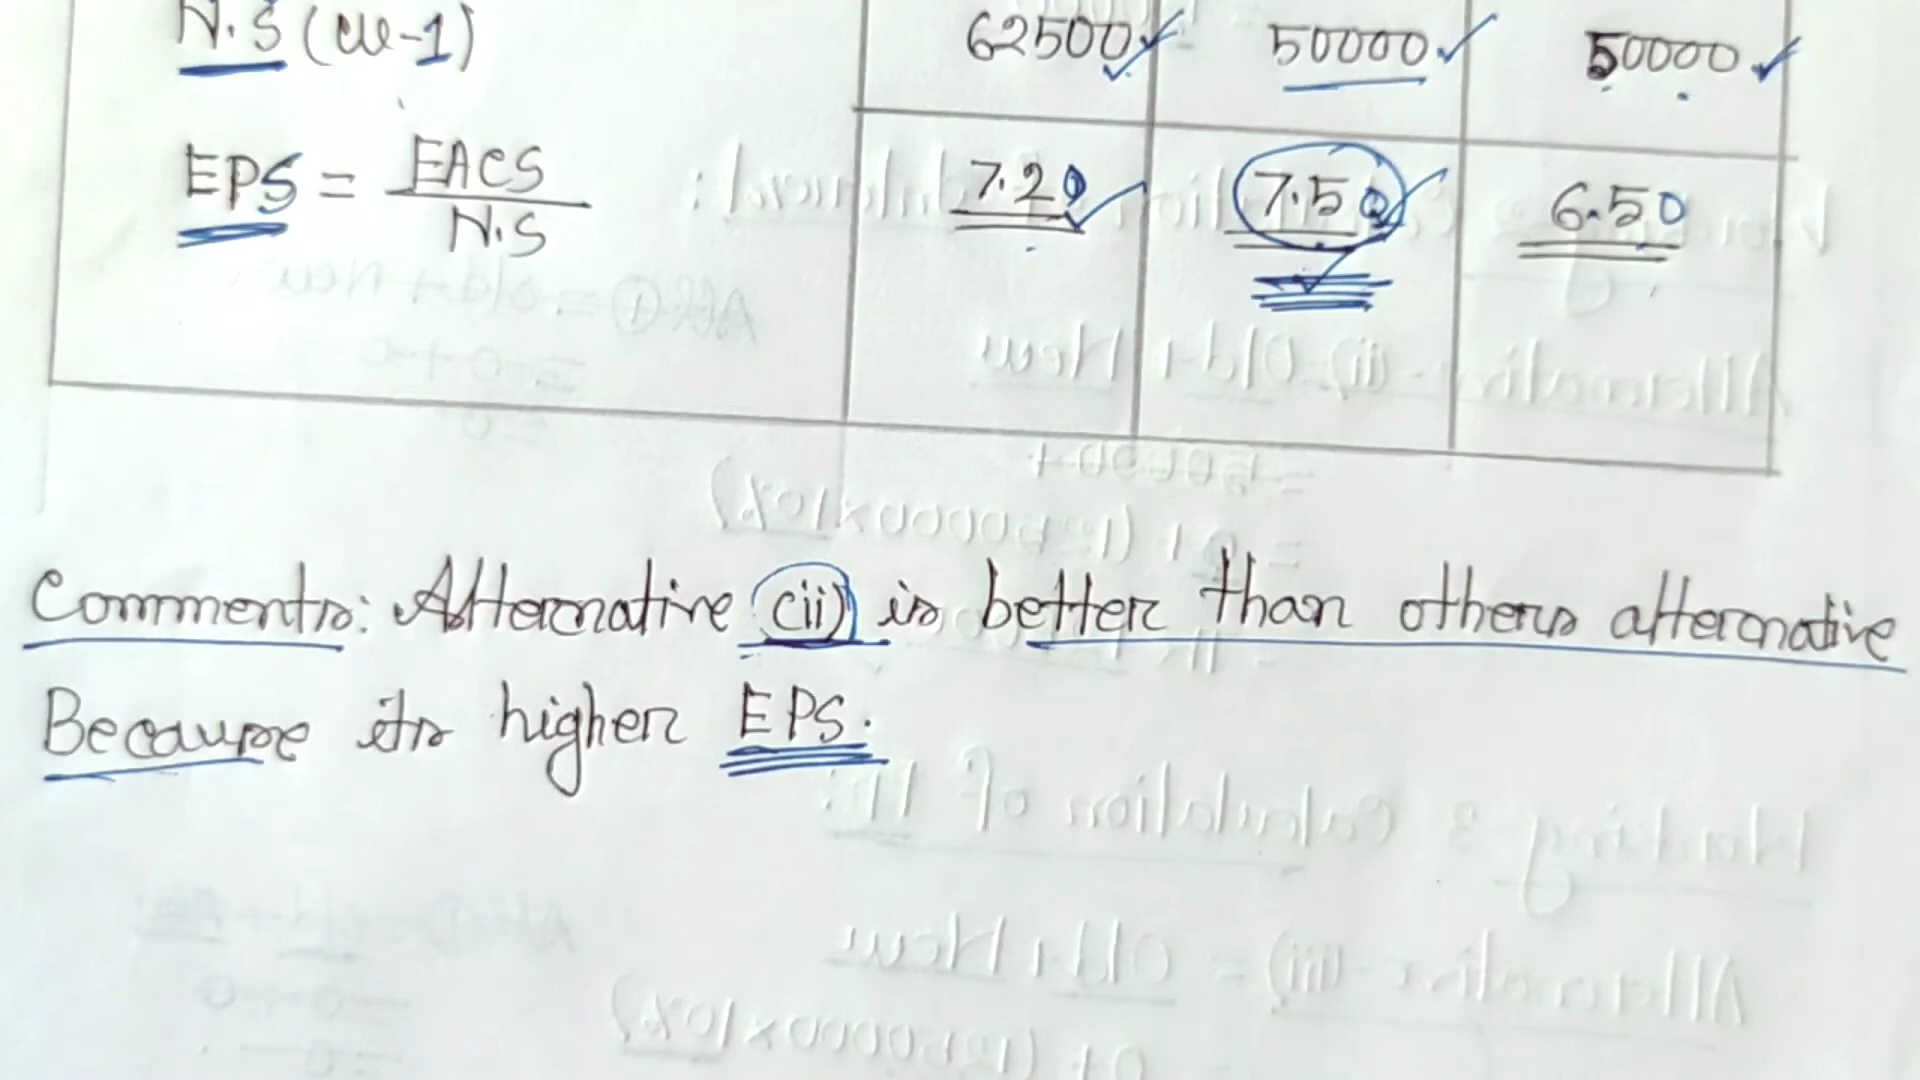 N.S (W-1) 62500 50000 50000
EPS = EACS / N.S 7.20 7.50 6.50
Comments: Alternative (ii) is better than others alternative
Because its higher EPS.